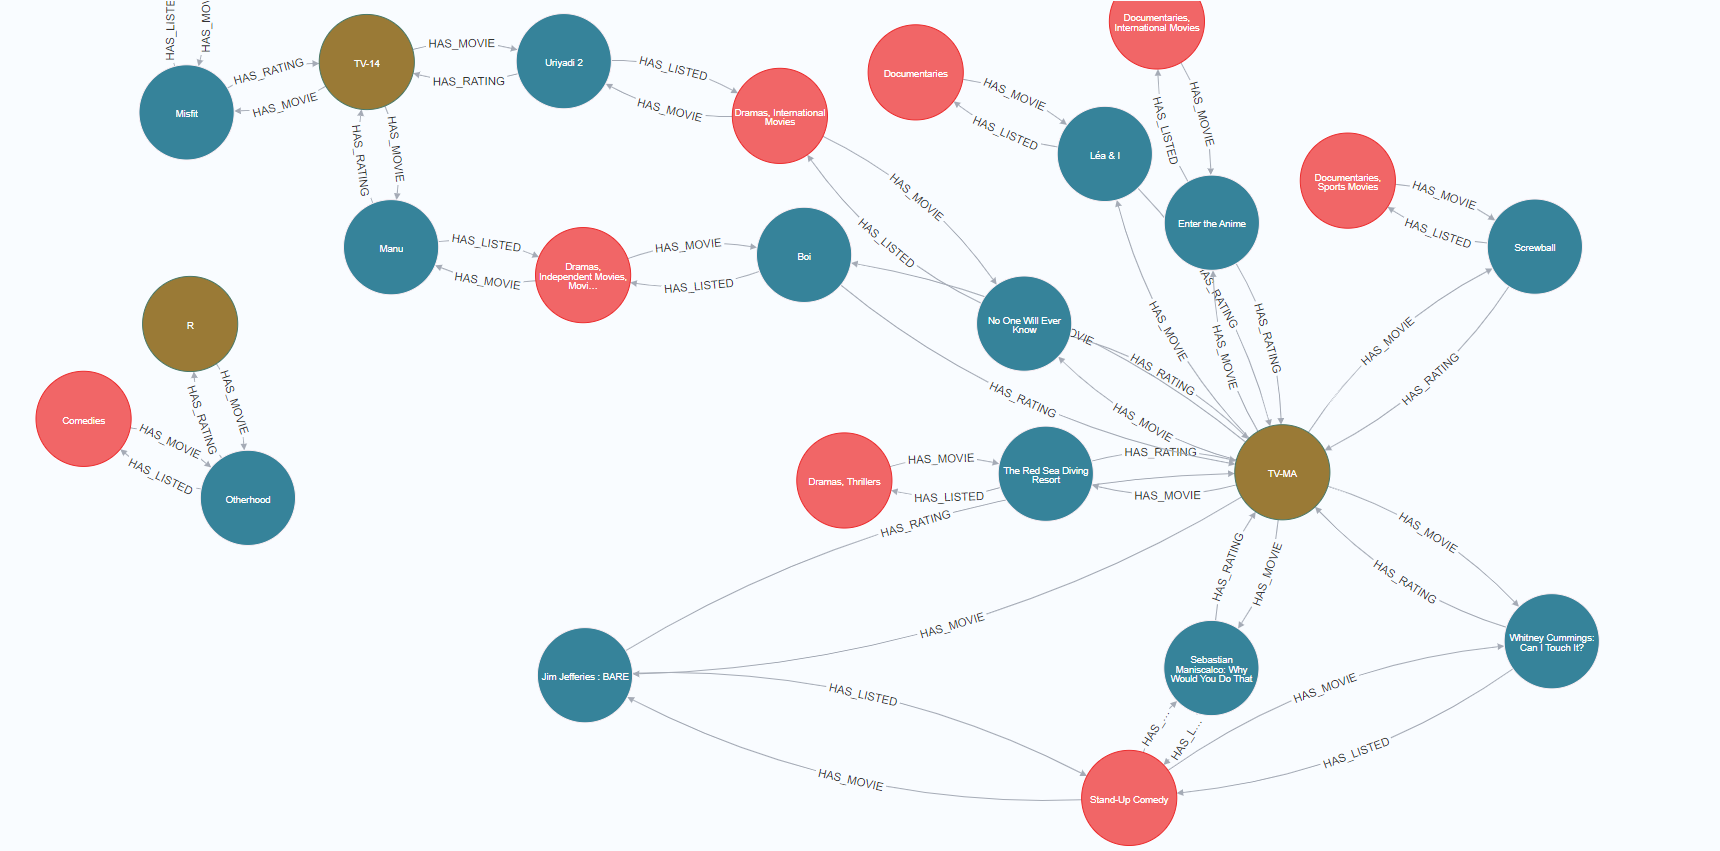 HAS_LISTE
HAS_MO
Documentaries,
International Movies
HAS_MOVIE
TV-14
Uriyadi 2
HAS_RATING
HAS_RATING
HAS_LISTED
Documentaries
HAS_MOVIE
HAS_MOVIE
HAS_MOVIE
Misfit
HAS_MOVIE
Dramas, International
Movies
HAS_LISTED
HAS_LISTED
HAS_MOVIE
HAS_RATING
HAS_MOVIE
Léa & I
Documentaries,
Sports Movies
HAS_MOVIE
HAS_MOVIE
Enter the Anime
HAS_LISTED
Manu
HAS_LISTED
HAS_MOVIE
HAS_LISTED
Screwball
Boi
Dramas,
Independent Movies,
Movi...
HAS_MOVIE
HAS_LISTED
R
No One Will Ever
Know
OVIE
HAS_MOVIE
AS_RATING
HAS_RATING
HAS_MOVIE
HAS_MOVIE
HAS_RATING
HAS_RATING
HAS_RATING
HAS_MOVIE
Comedies
HAS_RATING
HAS_MOVIE
HAS_MOVIE
HAS_LISTED
Otherhood
HAS_MOVIE
HAS_RATING
The Red Sea Diving
Resort
TV-MA
Dramas, Thrillers
HAS_LISTED
HAS_MOVIE
HAS_RATING
HAS_MOVIE
HAS_RATING
HAS_MOVIE
HAS_RATING
HAS_MOVIE
Whitney Cummings:
Can I Touch It?
Sebastian
Maniscalco: Why
Would You Do That
Jim Jefferies : BARE
HAS_LISTED
HAS_MOVIE
HAS_...
HAS_L...
HAS_LISTED
HAS_MOVIE
Stand-Up Comedy